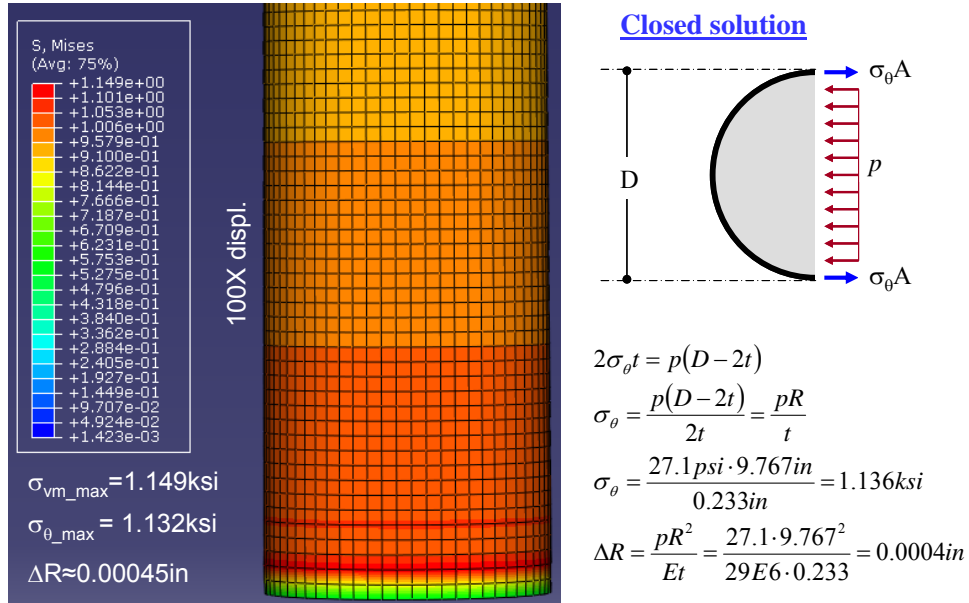 S, Mises
(Avg: 75%)
+1.149e+00
+1.101e+00
+1.053e+00
+1.006e+00
+9.579e-01
+9.100e-01
+8.622e-01
+8.144e-01
+7.666e-01
+7.187e-01
+6.709e-01
+6.231e-01
+5.753e-01
+5.275e-01
+4.796e-01
+4.318e-01
+3.840e-01
+3.362e-01
+2.884e-01
+2.405e-01
+1.927e-01
+1.449e-01
+9.707e-02
+4.924e-02
+1.423e-03
σvm_max=1.149ksi
σθ_max = 1.132ksi
ΔR≈0.00045in
100X displ.
Closed solution
σθA
D
p
σθA
2σθt = p(D − 2t)
σθ = p(D − 2t)/2t = pR/t
σθ = 27.1psi · 9.767in/0.233in = 1.136ksi
ΔR = pR²/Et = 27.1 · 9.767²/29E6 · 0.233 = 0.0004in